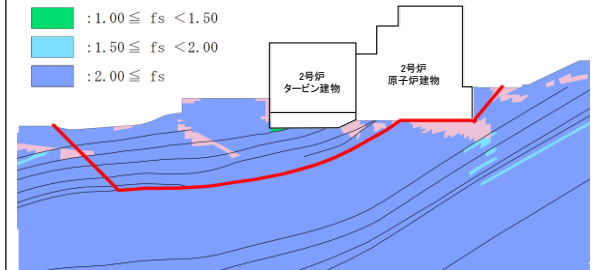 :1.00≦ fs <1.50
:1.50≦ fs <2.00
:2.00≦ fs
2号炉
タービン建物
2号炉
原子炉建物